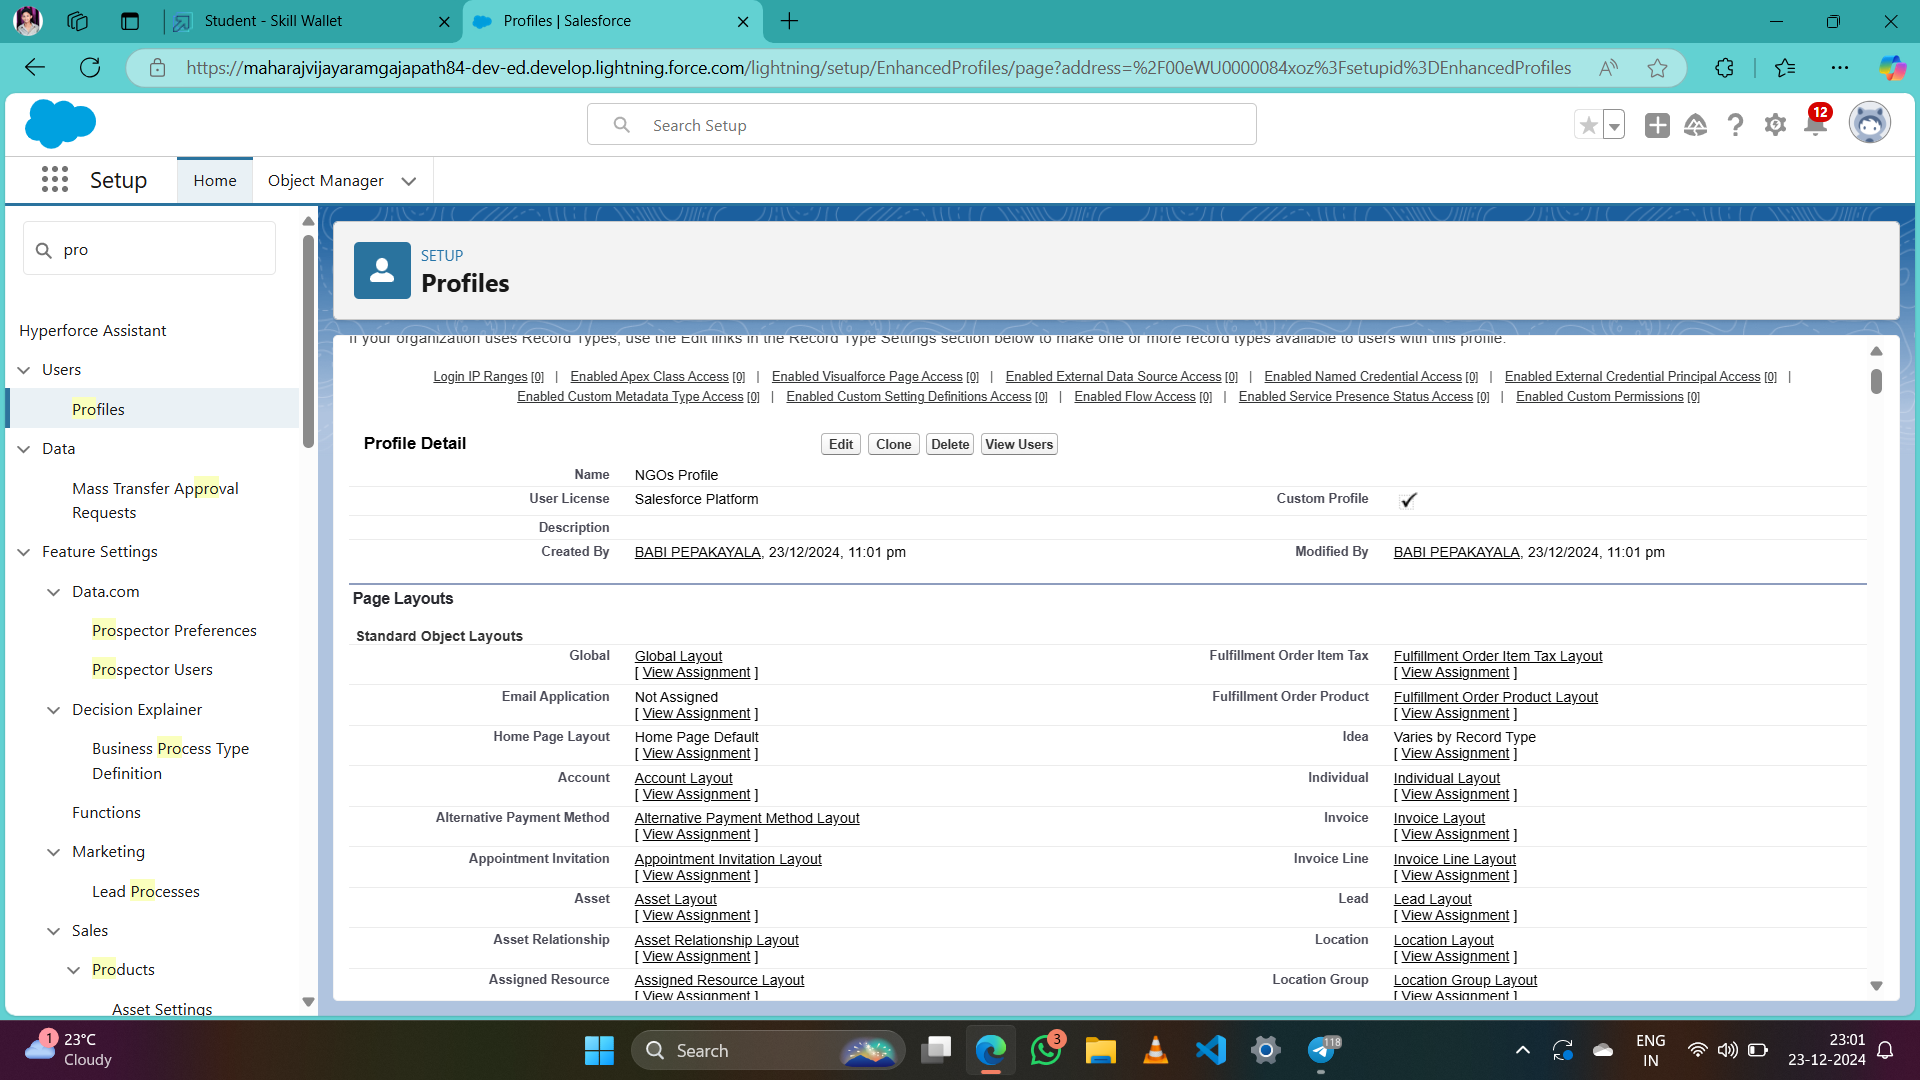 Student - Skill Wallet
Profiles | Salesforce
https://maharajvijayaramgajapath84-dev-ed.develop.lightning.force.com/lightning/setup/EnhancedProfiles/page?address=%2F00eWU0000084xoz%3Fsetupid%3DEnhancedProfiles
Search Setup
12
Setup
Home
Object Manager
pro
Hyperforce Assistant
Users
Profiles
Data
Mass Transfer Approval
Requests
Feature Settings
Data.com
Prospector Preferences
Prospector Users
Decision Explainer
Business Process Type
Definition
Functions
Marketing
Lead Processes
Sales
Products
Asset Settings
SETUP
Profiles
If your organization uses Record Types, use the Edit links in the Record Type Settings section below to make one or more record types available to users with this profile.
Login IP Ranges [0] | Enabled Apex Class Access [0] | Enabled Visualforce Page Access [0] | Enabled External Data Source Access [0] | Enabled Named Credential Access [0] | Enabled External Credential Principal Access [0] |
Enabled Custom Metadata Type Access [0] | Enabled Custom Setting Definitions Access [0] | Enabled Flow Access [0] | Enabled Service Presence Status Access [0] | Enabled Custom Permissions [0]
Profile Detail Edit Clone Delete View Users
Name NGOs Profile
User License Salesforce Platform Custom Profile
Description
Created By BABI PEPAKAYALA, 23/12/2024, 11:01 pm Modified By BABI PEPAKAYALA, 23/12/2024, 11:01 pm
Page Layouts
Standard Object Layouts
Global Global Layout Fulfillment Order Item Tax Fulfillment Order Item Tax Layout
[ View Assignment ] [ View Assignment ]
Email Application Not Assigned Fulfillment Order Product Fulfillment Order Product Layout
[ View Assignment ] [ View Assignment ]
Home Page Layout Home Page Default Idea Varies by Record Type
[ View Assignment ] [ View Assignment ]
Account Account Layout Individual Individual Layout
[ View Assignment ] [ View Assignment ]
Alternative Payment Method Alternative Payment Method Layout Invoice Invoice Layout
[ View Assignment ] [ View Assignment ]
Appointment Invitation Appointment Invitation Layout Invoice Line Invoice Line Layout
[ View Assignment ] [ View Assignment ]
Asset Asset Layout Lead Lead Layout
[ View Assignment ] [ View Assignment ]
Asset Relationship Asset Relationship Layout Location Location Layout
[ View Assignment ] [ View Assignment ]
Assigned Resource Assigned Resource Layout Location Group Location Group Layout
[ View Assignment ] [ View Assignment ]
1
23°C
Cloudy
Search
3
118
ENG
IN
23:01
23-12-2024